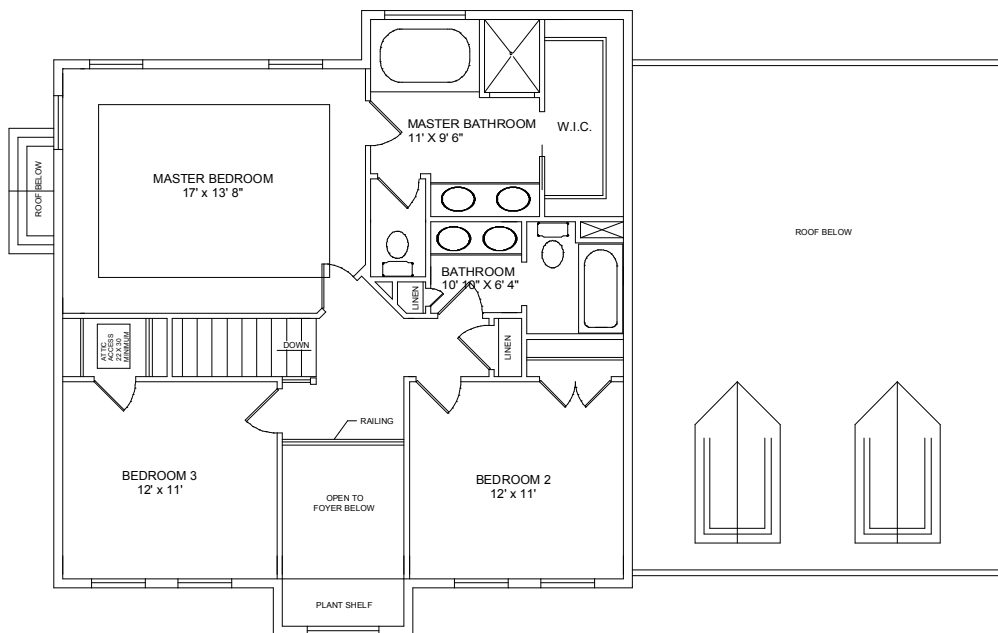 MASTER BATHROOM
11' X 9' 6"
W.I.C.
MASTER BEDROOM
17' x 13' 8"
ROOF BELOW
ROOF BELOW
BATHROOM
10' 10" X 6' 4"
LINEN
LINEN
ATTIC
ACCESS
22 X 30
MINIMUM
DOWN
RAILING
BEDROOM 3
12' x 11'
OPEN TO
FOYER BELOW
BEDROOM 2
12' x 11'
PLANT SHELF